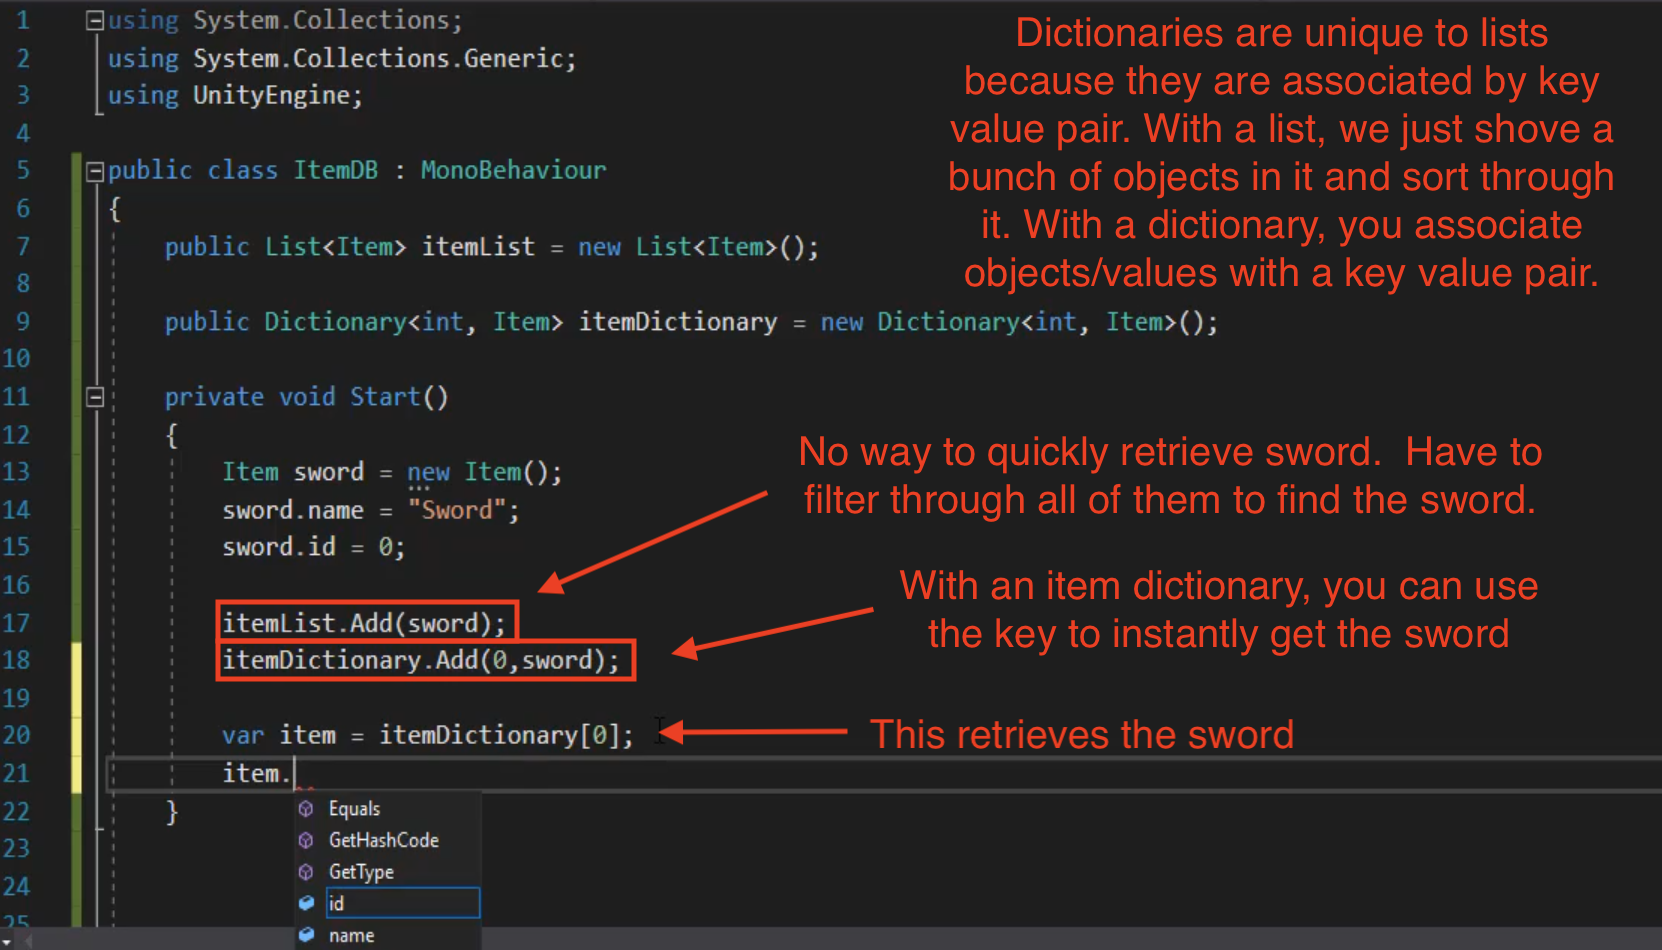 1 using System.Collections;
2 using System.Collections.Generic;
3 using UnityEngine;
4
5 public class ItemDB : MonoBehaviour
6 {
7 public List<Item> itemList = new List<Item>();
8
9 public Dictionary<int, Item> itemDictionary = new Dictionary<int, Item>();
10
11 private void Start()
12 {
13 Item sword = new Item();
14 sword.name = "Sword";
15 sword.id = 0;
16
17 itemList.Add(sword);
18 itemDictionary.Add(0,sword);
19
20 var item = itemDictionary[0];
21 item.
22 }
23
24
25
Equals
GetHashCode
GetType
id
name
Dictionaries are unique to lists
because they are associated by key
value pair. With a list, we just shove a
bunch of objects in it and sort through
it. With a dictionary, you associate
objects/values with a key value pair.
No way to quickly retrieve sword. Have to
filter through all of them to find the sword.
With an item dictionary, you can use
the key to instantly get the sword
This retrieves the sword